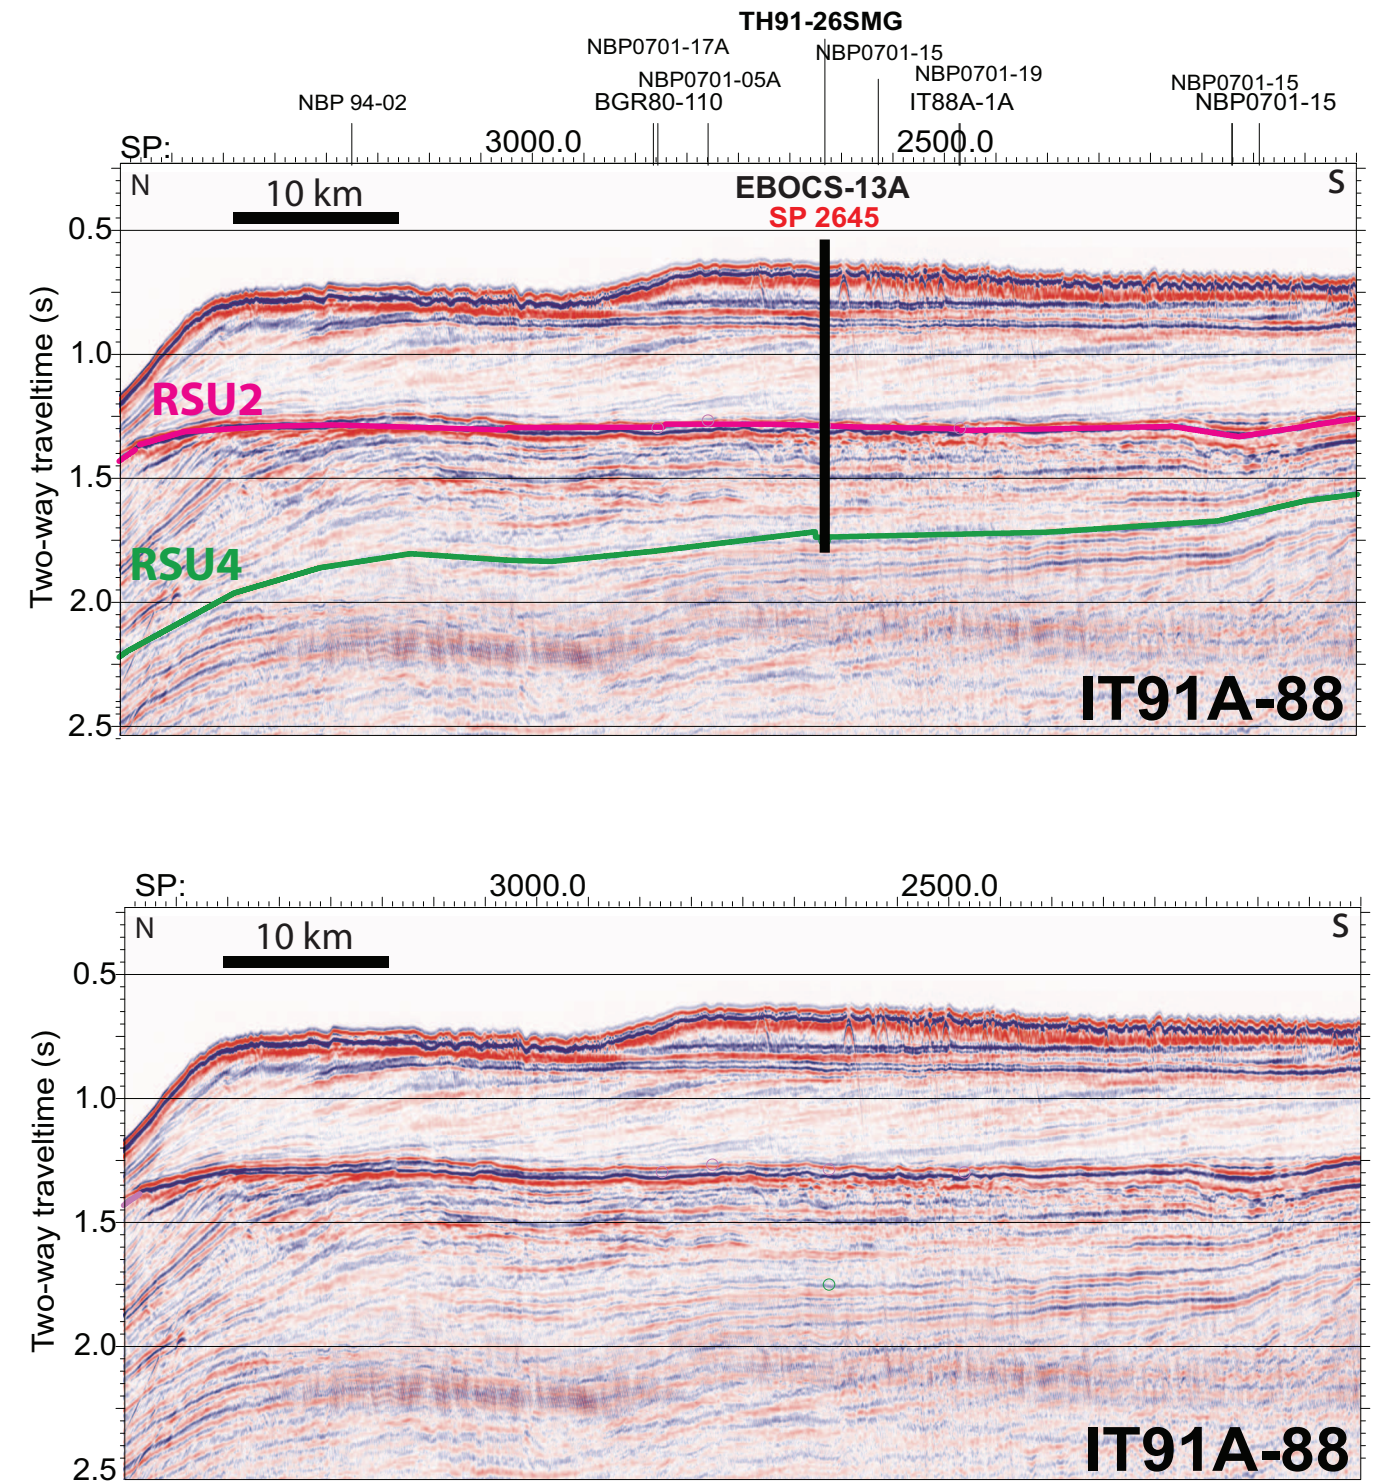 TH91-26SMG
NBP0701-17A
NBP0701-15
NBP0701-05A
NBP0701-19
NBP0701-15
NBP 94-02
BGR80-110
IT88A-1A
NBP0701-15
SP:
3000.0
2500.0
N
10 km
EBOCS-13A
SP 2645
S
0.5
1.0
RSU2
1.5
RSU4
2.0
2.5
Two-way traveltime (s)
IT91A-88
SP:
3000.0
2500.0
N
10 km
S
0.5
1.0
1.5
2.0
2.5
Two-way traveltime (s)
IT91A-88